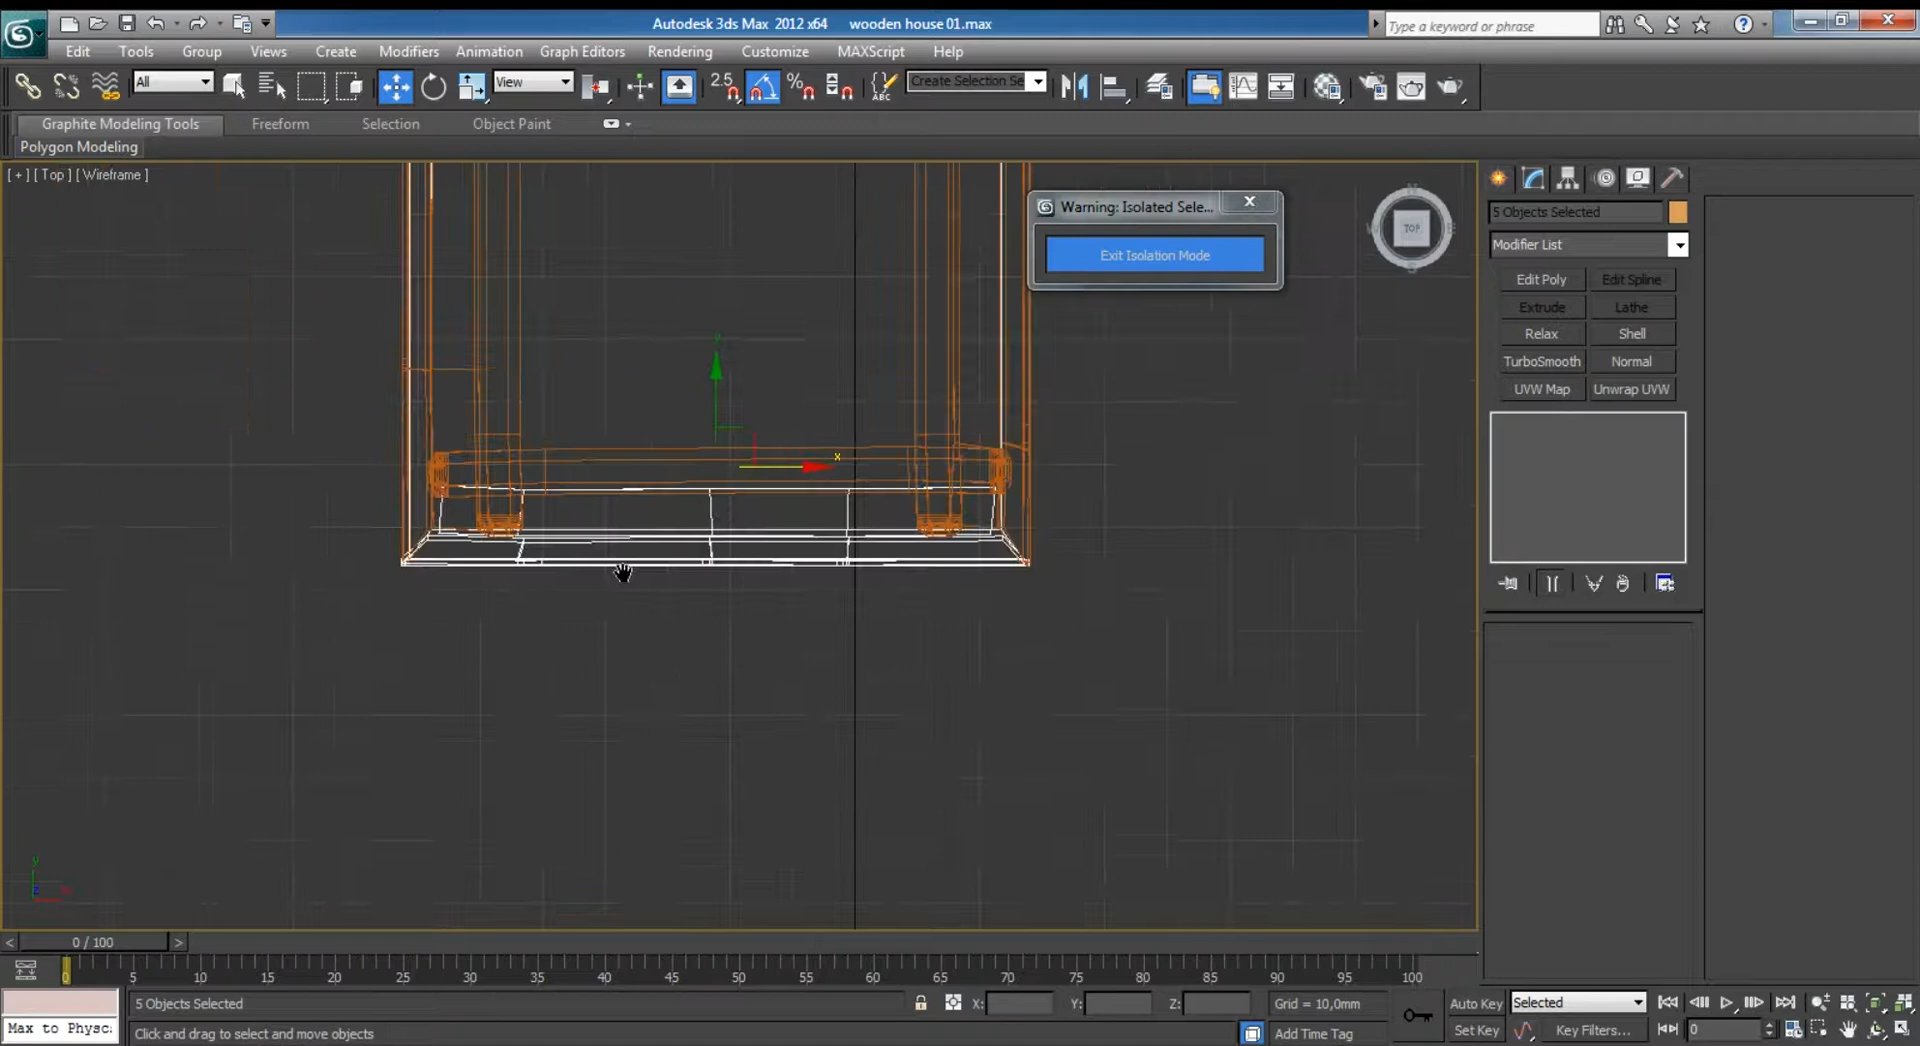 Autodesk 3ds Max 2012 x64 wooden house 01.max
Type a keyword or phrase
Edit Tools Group Views Create Modifiers Animation Graph Editors Rendering Customize MAXScript Help
All
View
2.5
Create Selection Se
ABC
Graphite Modeling Tools Freeform Selection Object Paint
Polygon Modeling
[ + ] [ Top ] [ Wireframe ]
Warning: Isolated Sele...
Exit Isolation Mode
N
TOP
S
y
x
5 Objects Selected
Modifier List
Edit Poly Edit Spline
Extrude Lathe
Relax Shell
TurboSmooth Normal
UVW Map Unwrap UVW
y
< 0 / 100 >
0 5 10 15 20 25 30 35 40 45 50 55 60 65 70 75 80 85 90 95 100
5 Objects Selected X: Y: Z: Grid = 10,0mm Auto Key Selected
Max to Physc: Click and drag to select and move objects Add Time Tag Set Key Key Filters... 0